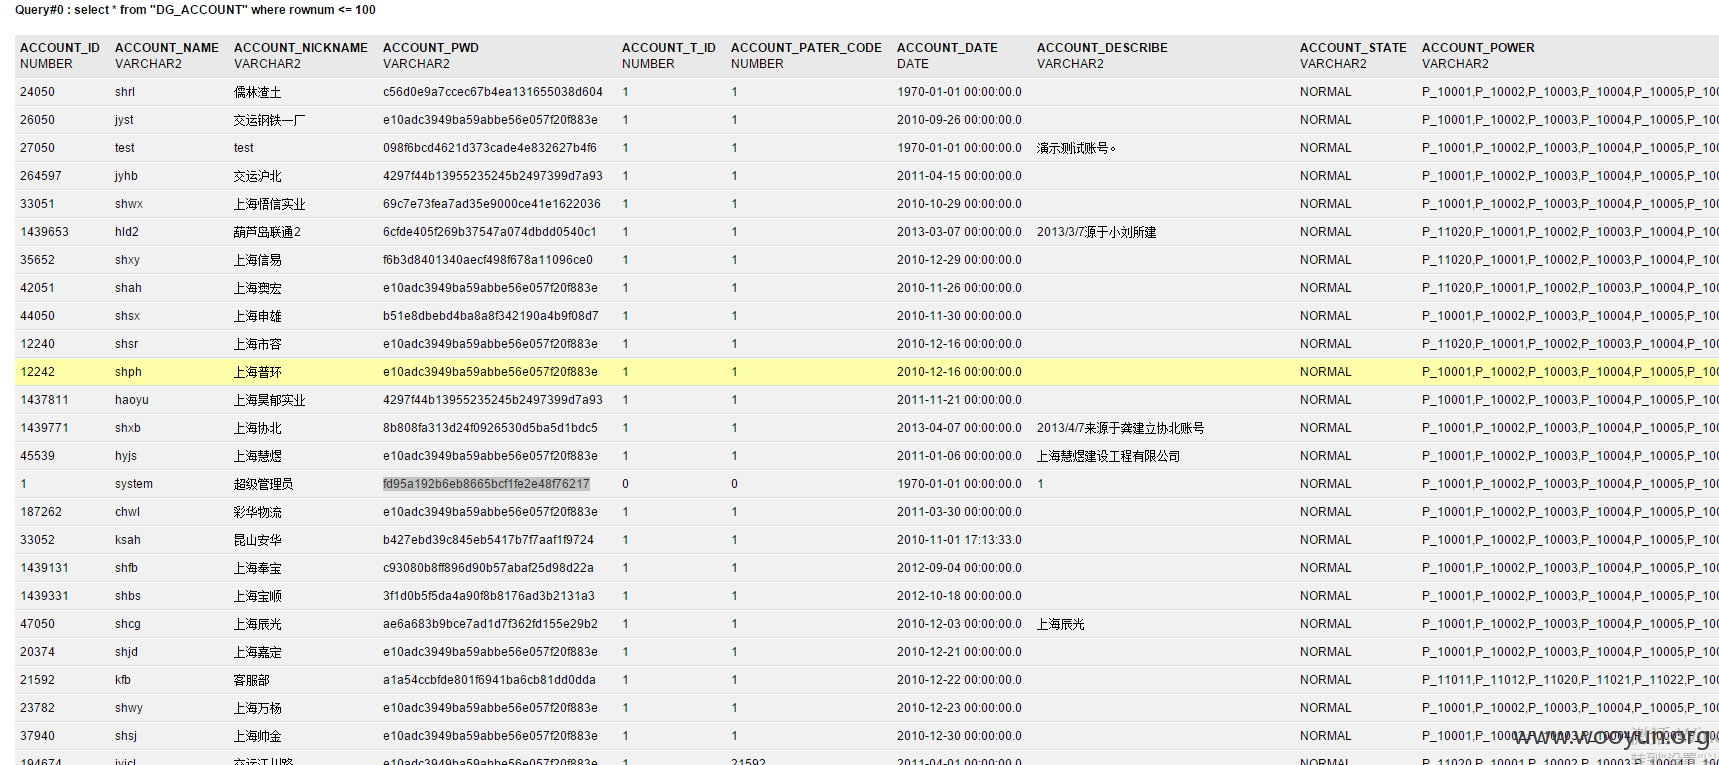 Query#0 : select * from "DG_ACCOUNT" where rownum <= 100
ACCOUNT_ID ACCOUNT_NAME ACCOUNT_NICKNAME ACCOUNT_PWD ACCOUNT_T_ID ACCOUNT_PATER_CODE ACCOUNT_DATE ACCOUNT_DESCRIBE ACCOUNT_STATE ACCOUNT_POWER
NUMBER VARCHAR2 VARCHAR2 VARCHAR2 NUMBER NUMBER DATE VARCHAR2 VARCHAR2 VARCHAR2
24050 shrl 儒林渣土 c56d0e9a7ccec67b4ea131655038d604 1 1 1970-01-01 00:00:00.0 NORMAL P_10001,P_10002,P_10003,P_10004,P_10005,P_100
26050 jyst 交运钢铁一厂 e10adc3949ba59abbe56e057f20f883e 1 1 2010-09-26 00:00:00.0 NORMAL P_10001,P_10002,P_10003,P_10004,P_10005,P_100
27050 test test 098f6bcd4621d373cade4e832627b4f6 1 1 1970-01-01 00:00:00.0 演示测试账号。 NORMAL P_10001,P_10002,P_10003,P_10004,P_10005,P_100
264597 jyhb 交运沪北 4297f44b13955235245b2497399d7a93 1 1 2011-04-15 00:00:00.0 NORMAL P_10001,P_10002,P_10003,P_10004,P_10005,P_100
33051 shwx 上海悟信实业 69c7e73fea7ad35e9000ce41e1622036 1 1 2010-10-29 00:00:00.0 NORMAL P_10001,P_10002,P_10003,P_10004,P_10005,P_100
1439653 hld2 葫芦岛联通2 6cfde405f269b37547a074dbdd0540c1 1 1 2013-03-07 00:00:00.0 2013/3/7源于小刘所建 NORMAL P_11020,P_10001,P_10002,P_10003,P_10004,P_100
35652 shxy 上海信易 f6b3d8401340aecf498f678a11096ce0 1 1 2010-12-29 00:00:00.0 NORMAL P_11020,P_10001,P_10002,P_10003,P_10004,P_100
42051 shah 上海澳宏 e10adc3949ba59abbe56e057f20f883e 1 1 2010-11-26 00:00:00.0 NORMAL P_11020,P_10001,P_10002,P_10003,P_10004,P_100
44050 shsx 上海申雄 b51e8dbebd4ba8a8f342190a4b9f08d7 1 1 2010-11-30 00:00:00.0 NORMAL P_10001,P_10002,P_10003,P_10004,P_10005,P_100
12240 shsr 上海市容 e10adc3949ba59abbe56e057f20f883e 1 1 2010-12-16 00:00:00.0 NORMAL P_11020,P_10001,P_10002,P_10003,P_10004,P_100
12242 shph 上海普环 e10adc3949ba59abbe56e057f20f883e 1 1 2010-12-16 00:00:00.0 NORMAL P_10001,P_10002,P_10003,P_10004,P_10005,P_100
1437811 haoyu 上海昊郁实业 4297f44b13955235245b2497399d7a93 1 1 2011-11-21 00:00:00.0 NORMAL P_10001,P_10002,P_10003,P_10004,P_10005,P_100
1439771 shxb 上海协北 8b808fa313d24f0926530d5ba5d1bdc5 1 1 2013-04-07 00:00:00.0 2013/4/7来源于龚建立协北账号 NORMAL P_10001,P_10002,P_10003,P_10004,P_10005,P_100
45539 hyjs 上海慧煜 e10adc3949ba59abbe56e057f20f883e 1 1 2011-01-06 00:00:00.0 上海慧煜建设工程有限公司 NORMAL P_10001,P_10002,P_10003,P_10004,P_10005,P_100
1 system 超级管理员 fd95a192b6eb8665bcf1fe2e48f76217 0 0 1970-01-01 00:00:00.0 1 NORMAL P_10001,P_10002,P_10003,P_10004,P_10005,P_100
187262 chwl 彩华物流 e10adc3949ba59abbe56e057f20f883e 1 1 2011-03-30 00:00:00.0 NORMAL P_10001,P_10002,P_10003,P_10004,P_10005,P_100
33052 ksah 昆山安华 b427ebd39c845eb5417b7f7aaf1f9724 1 1 2010-11-01 17:13:33.0 NORMAL P_10001,P_10002,P_10003,P_10004,P_10005,P_100
1439131 shfb 上海奉宝 c93080b8ff896d90b57abaf25d98d22a 1 1 2012-09-04 00:00:00.0 NORMAL P_10001,P_10002,P_10003,P_10004,P_10005,P_100
1439331 shbs 上海宝顺 3f1d0b5f5da4a90f8b8176ad3b2131a3 1 1 2012-10-18 00:00:00.0 NORMAL P_10001,P_10002,P_10003,P_10004,P_10005,P_100
47050 shcg 上海辰光 ae6a683b9bce7ad1d7f362fd155e29b2 1 1 2010-12-03 00:00:00.0 上海辰光 NORMAL P_10001,P_10002,P_10003,P_10004,P_10005,P_100
20374 shjd 上海嘉定 e10adc3949ba59abbe56e057f20f883e 1 1 2010-12-21 00:00:00.0 NORMAL P_10001,P_10002,P_10003,P_10004,P_10005,P_100
21592 kfb 客服部 a1a54ccbfde801f6941ba6cb81dd0dda 1 1 2010-12-22 00:00:00.0 NORMAL P_11011,P_11012,P_11020,P_11021,P_11022,P_100
23782 shwy 上海万杨 e10adc3949ba59abbe56e057f20f883e 1 1 2010-12-23 00:00:00.0 NORMAL P_10001,P_10002,P_10003,P_10004,P_10005,P_100
37940 shsj 上海帅金 e10adc3949ba59abbe56e057f20f883e 1 1 2010-12-30 00:00:00.0 NORMAL P_10001,P_10002,P_10003,P_10004,P_10005,P_100
www.wooyun.org
194674 jyjcl 交运江川路 e10adc3949ba59abbe56e057f20f883e 1 21592 2011-04-01 00:00:00.0 NORMAL P_11020,P_10001,P_10002,P_10003,P_10004,P_100